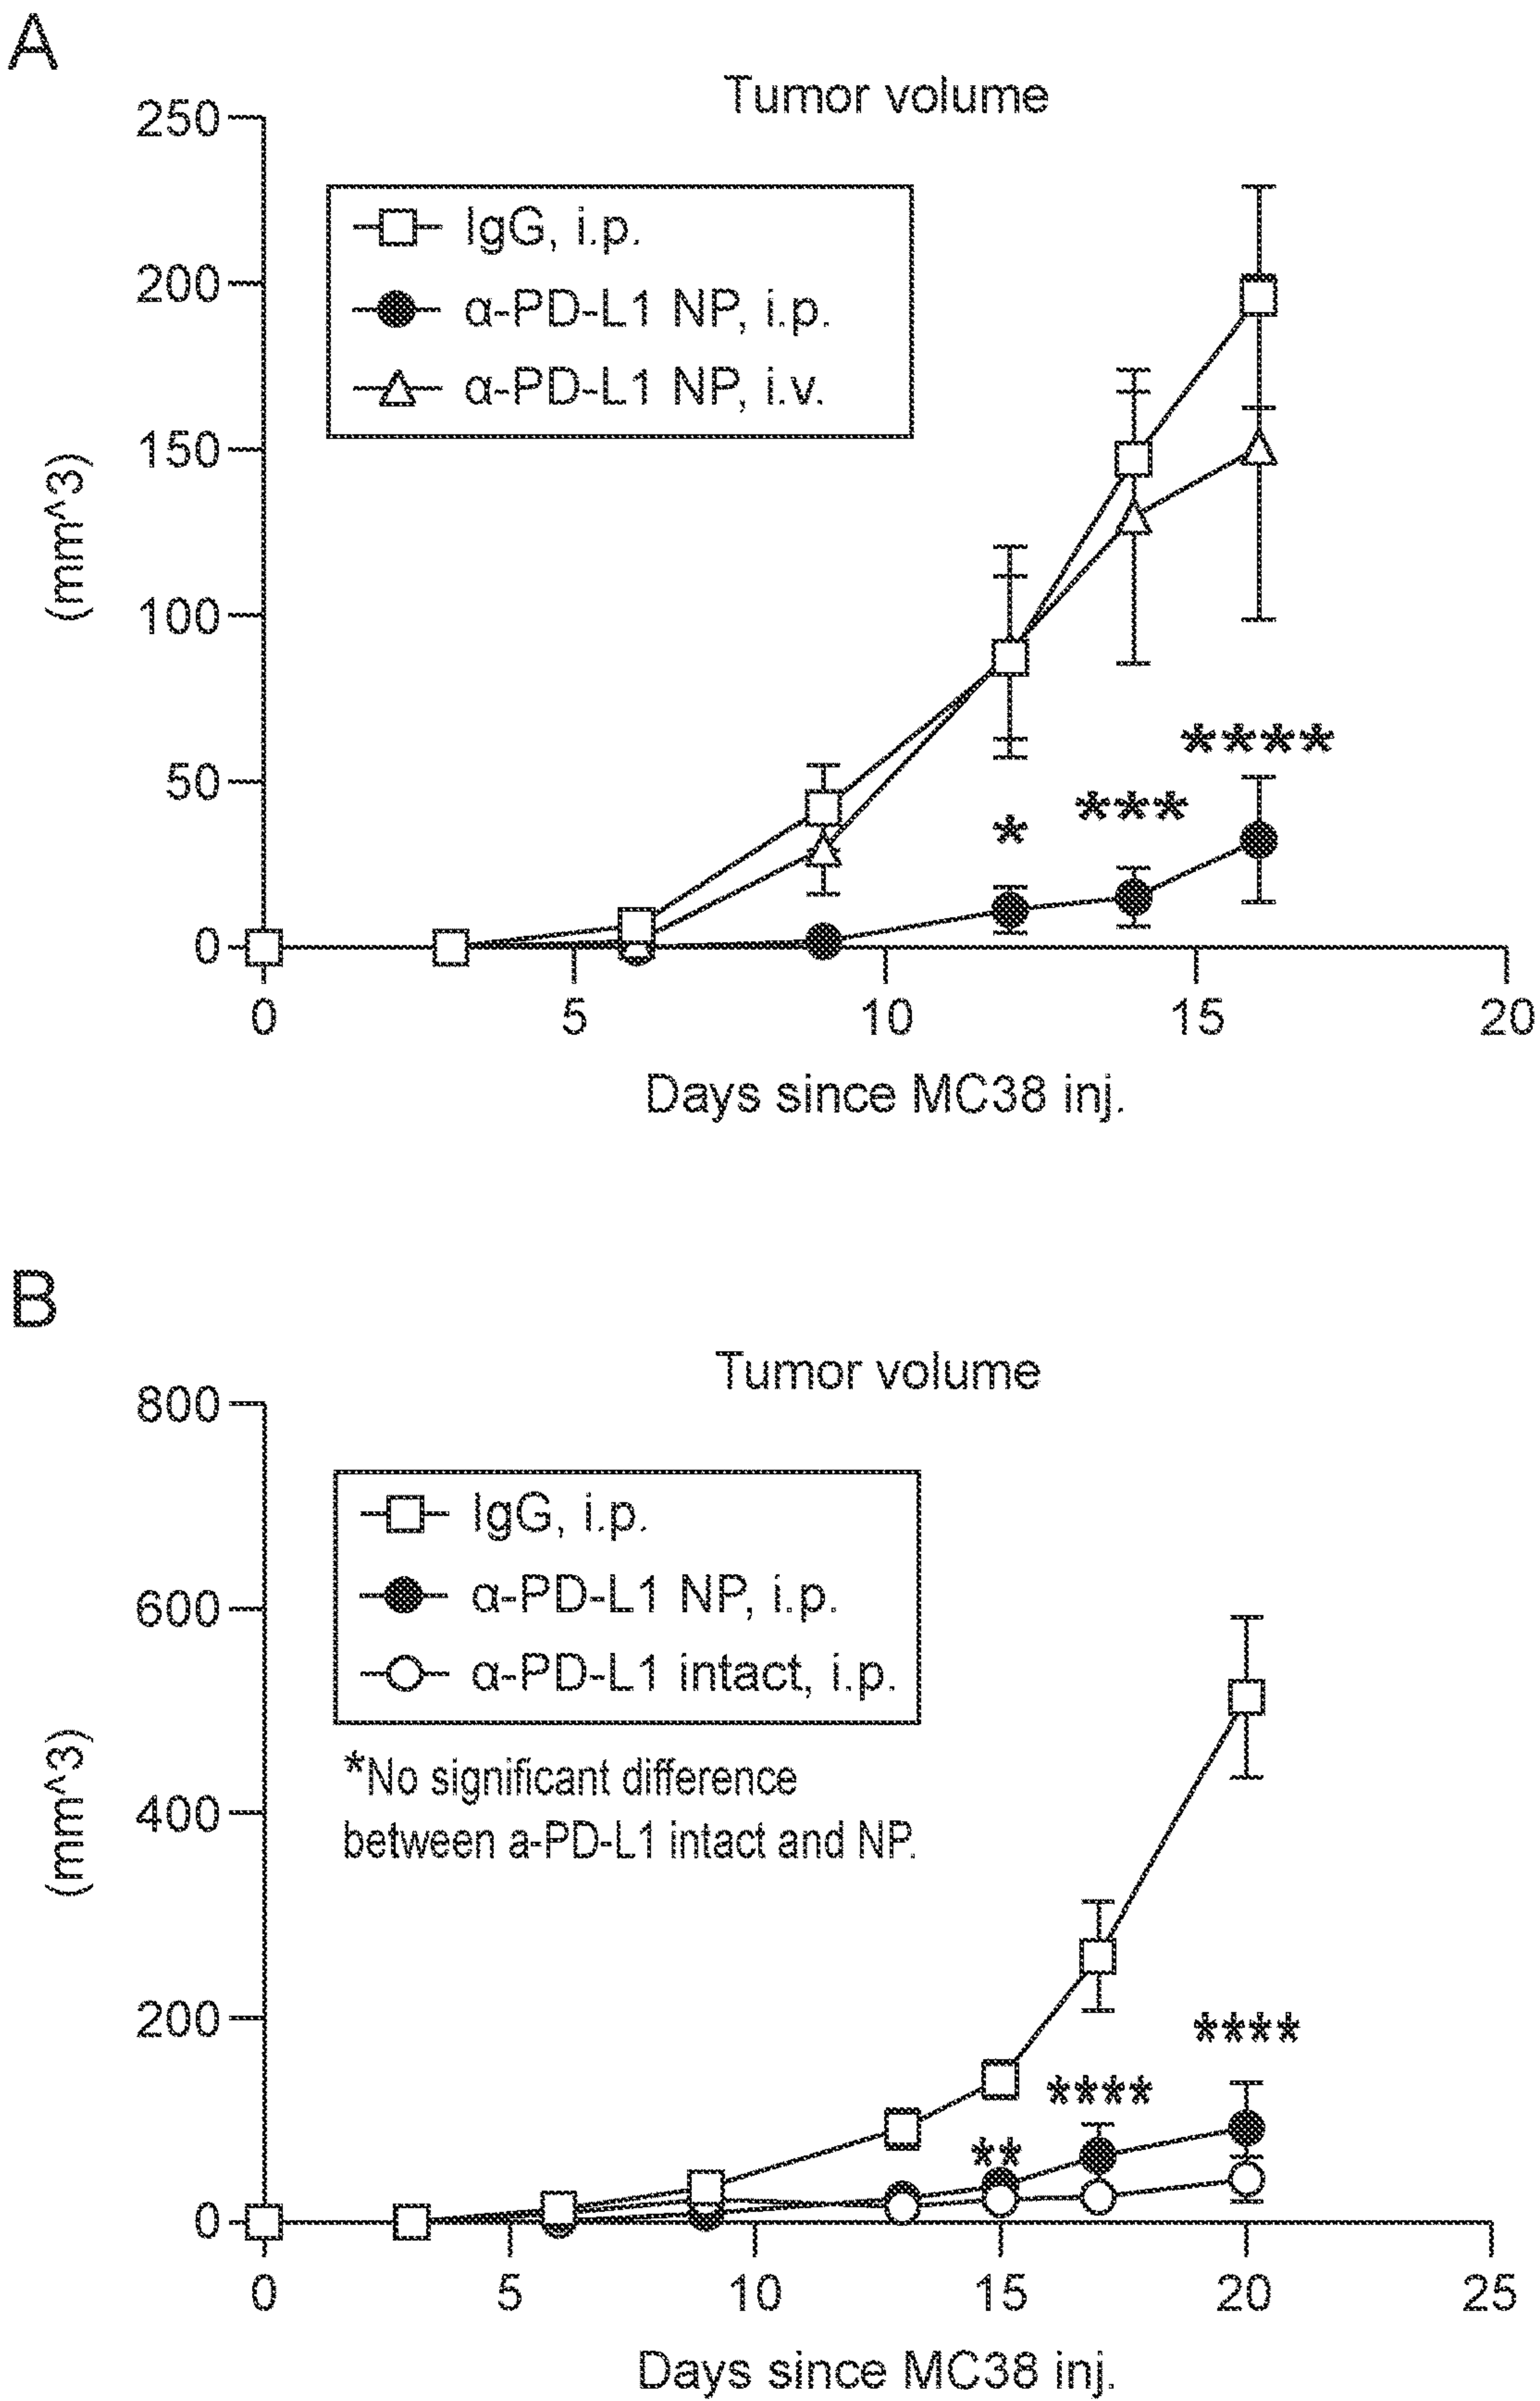 A
Tumor volume
250
200
150
100
50
0
(mm^3)
IgG, i.p.
α-PD-L1 NP, i.p.
α-PD-L1 NP, i.v.
*
***
****
0 5 10 15 20
Days since MC38 inj.
B
Tumor volume
800
600
400
200
0
(mm^3)
IgG, i.p.
α-PD-L1 NP, i.p.
α-PD-L1 intact, i.p.
*No significant difference
between a-PD-L1 intact and NP.
**
****
****
0 5 10 15 20 25
Days since MC38 inj.